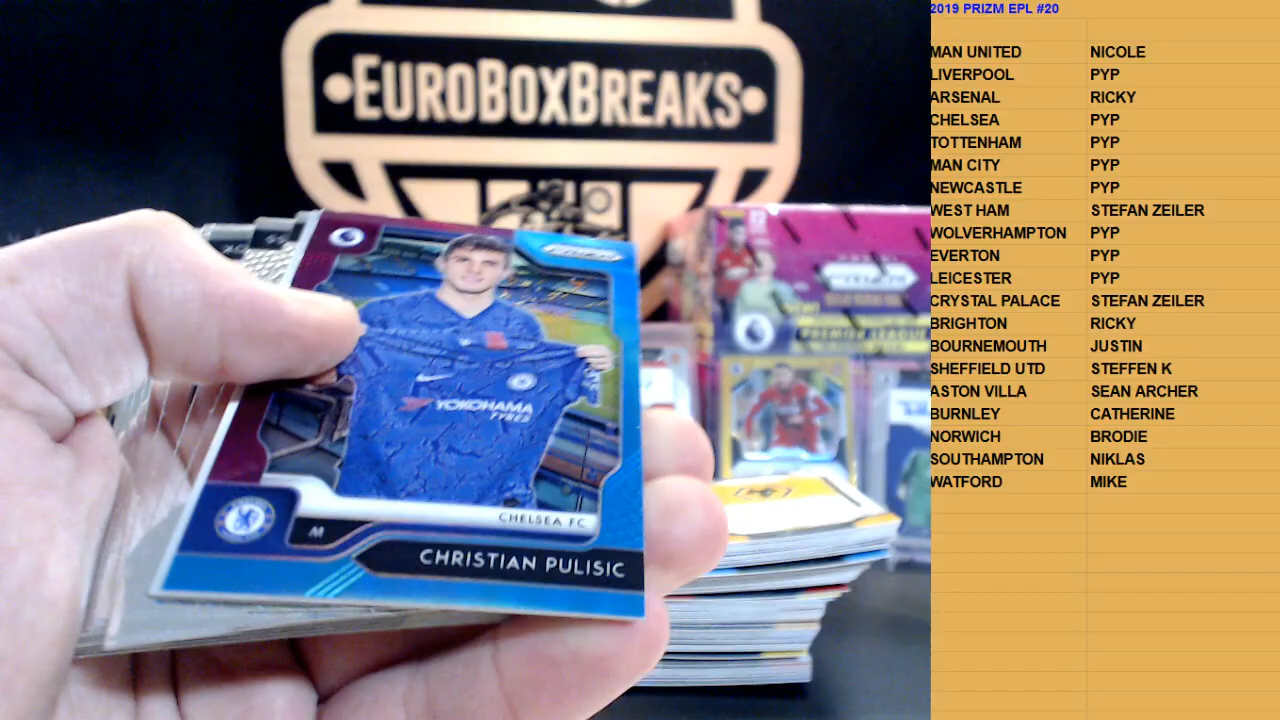 EUROBOXBREAKS
PRIZM
PREMIER LEAGUE
YOKOHAMA
TYRES
CHELSEA FC
M
CHRISTIAN PULISIC
2019 PRIZM EPL #20
MAN UNITED NICOLE
LIVERPOOL PYP
ARSENAL RICKY
CHELSEA PYP
TOTTENHAM PYP
MAN CITY PYP
NEWCASTLE PYP
WEST HAM STEFAN ZEILER
WOLVERHAMPTON PYP
EVERTON PYP
LEICESTER PYP
CRYSTAL PALACE STEFAN ZEILER
BRIGHTON RICKY
BOURNEMOUTH JUSTIN
SHEFFIELD UTD STEFFEN K
ASTON VILLA SEAN ARCHER
BURNLEY CATHERINE
NORWICH BRODIE
SOUTHAMPTON NIKLAS
WATFORD MIKE